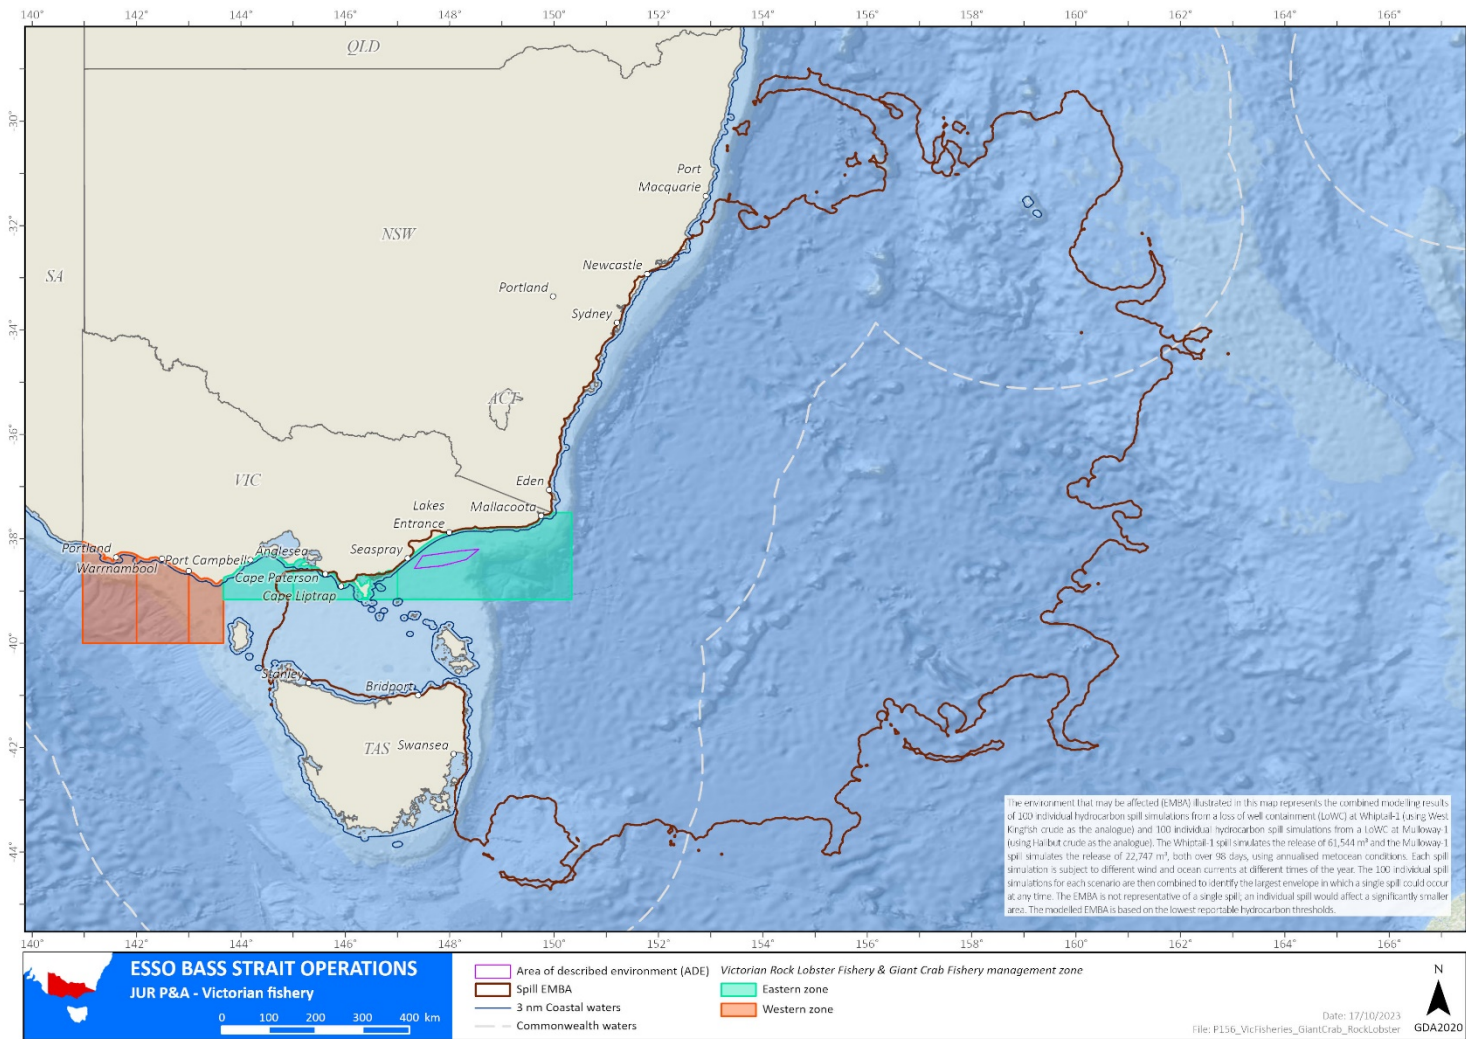 140° 142° 144° 146° 148° 150° 152° 154° 156° 158° 160° 162° 164° 166°
QLD
30°
Port
Mocquarie
32°
NSW
SA
Newcastle
Portland
Sydney
34°
ACT
36°
VIC
Eden
Lakes
Entrance
Mallacoota
38°
Portland
Anglesea
Seaspray
Port Campbell
Warrnambool
Cape Paterson
Cape Liptrap
40°
Stanley
Bridport
42°
TAS
Swansea
44°
The environment that may be affected (EMBA) illustrated in this map represents the combined modelling results
of 100 individual hydrocarbon spill simulations from a loss of well containment (LoWC) at Whiptail-1 (using West
Kingfish crude as the analogue) and 100 individual hydrocarbon spill simulations from a LoWC at Mulloway-1
(using Halibut crude as the analogue). The Whiptail-1 spill simulates the release of 61,544 m³ and the Mulloway-1
spill simulates the release of 22,747 m³, both over 98 days, using annualised metocean conditions. Each spill
simulation is subject to different wind and ocean currents at different times of the year. The 100 individual spill
simulations for each scenario are then combined to identify the largest envelope in which a single spill could occur
at any time. The EMBA is not representative of a single spill; an individual spill would affect a significantly smaller
area. The modelled EMBA is based on the lowest reportable hydrocarbon thresholds.
140° 142° 144° 146° 148° 150° 152° 154° 156° 158° 160° 162° 164° 166°
ESSO BASS STRAIT OPERATIONS
JUR P&A - Victorian fishery
0 100 200 300 400 km
Area of described environment (ADE)
Spill EMBA
3 nm Coastal waters
Commonwealth waters
Victorian Rock Lobster Fishery & Giant Crab Fishery management zone
Eastern zone
Western zone
N
GDA2020
Date: 17/10/2023
File: P156_VicFisheries_GiantCrab_RockLobster